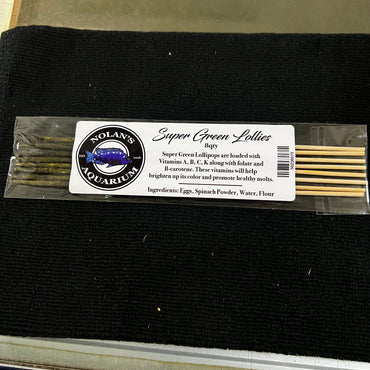 NOLAN'S
AQUARIUM
Super Green Lollies
8qty
Super Green Lollipops are loaded with
Vitamins A, B, C, K along with folate and
B-carotene. These vitamins will help
brighten up its color and promote healthy molts.
Ingredients: Eggs, Spinach Powder, Water, Flour